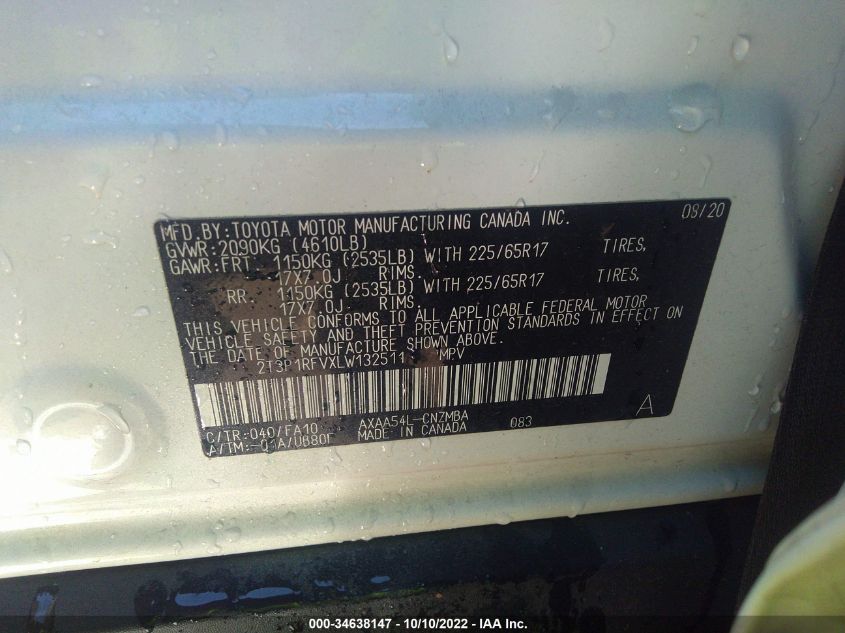 MFD.BY:TOYOTA MOTOR MANUFACTURING CANADA INC. 08/20
GVWR:2090KG (4610LB)
GAWR:FRT 1150KG (2535LB) WITH 225/65R17 TIRES,
17X7.0J RIMS.
RR 1150KG (2535LB) WITH 225/65R17 TIRES,
17X7.0J RIMS.
THIS VEHICLE CONFORMS TO ALL APPLICABLE FEDERAL MOTOR
VEHICLE SAFETY AND THEFT PREVENTION STANDARDS IN EFFECT ON
THE DATE OF MANUFACTURE SHOWN ABOVE.
2T3P1RFVXLW132511 MPV
C/TR:040/FA10 AXAA54L-CNZMBA 083 A
A/TM:-01A/UB80F MADE IN CANADA
000-34638147 - 10/10/2022 - IAA Inc.